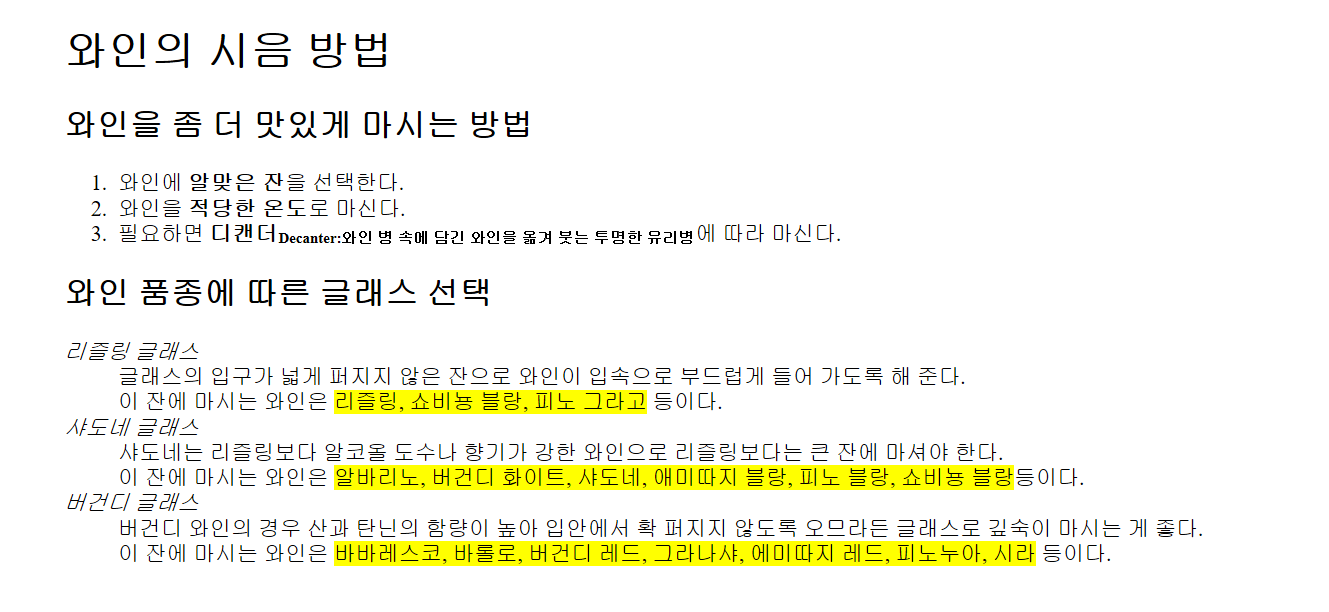 와인의 시음 방법
와인을 좀 더 맛있게 마시는 방법
1. 와인에 알맞은 잔을 선택한다.
2. 와인을 적당한 온도로 마신다.
3. 필요하면 디캔더Decanter:와인 병 속에 담긴 와인을 옮겨 붓는 투명한 유리병에 따라 마신다.
와인 품종에 따른 글래스 선택
리즐링 글래스
글래스의 입구가 넓게 퍼지지 않은 잔으로 와인이 입속으로 부드럽게 들어 가도록 해 준다.
이 잔에 마시는 와인은 리즐링, 쇼비뇽 블랑, 피노 그라고 등이다.
샤도네 글래스
샤도네는 리즐링보다 알코올 도수나 향기가 강한 와인으로 리즐링보다는 큰 잔에 마셔야 한다.
이 잔에 마시는 와인은 알바리노, 버건디 화이트, 샤도네, 애미따지 블랑, 피노 블랑, 쇼비뇽 블랑등이다.
버건디 글래스
버건디 와인의 경우 산과 탄닌의 함량이 높아 입안에서 확 퍼지지 않도록 오므라든 글래스로 깊속이 마시는 게 좋다.
이 잔에 마시는 와인은 바바레스코, 바롤로, 버건디 레드, 그라나샤, 에미따지 레드, 피노누아, 시라 등이다.